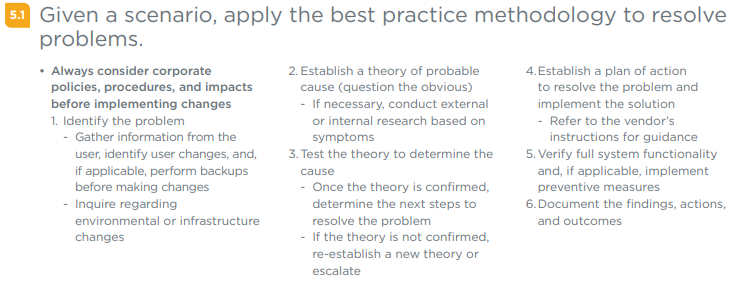 5.1 Given a scenario, apply the best practice methodology to resolve
problems.
• Always consider corporate
policies, procedures, and impacts
before implementing changes
1. Identify the problem
- Gather information from the
user, identify user changes, and,
if applicable, perform backups
before making changes
- Inquire regarding
environmental or infrastructure
changes
2. Establish a theory of probable
cause (question the obvious)
- If necessary, conduct external
or internal research based on
symptoms
3. Test the theory to determine the
cause
- Once the theory is confirmed,
determine the next steps to
resolve the problem
- If the theory is not confirmed,
re-establish a new theory or
escalate
4. Establish a plan of action
to resolve the problem and
implement the solution
- Refer to the vendor's
instructions for guidance
5. Verify full system functionality
and, if applicable, implement
preventive measures
6. Document the findings, actions,
and outcomes